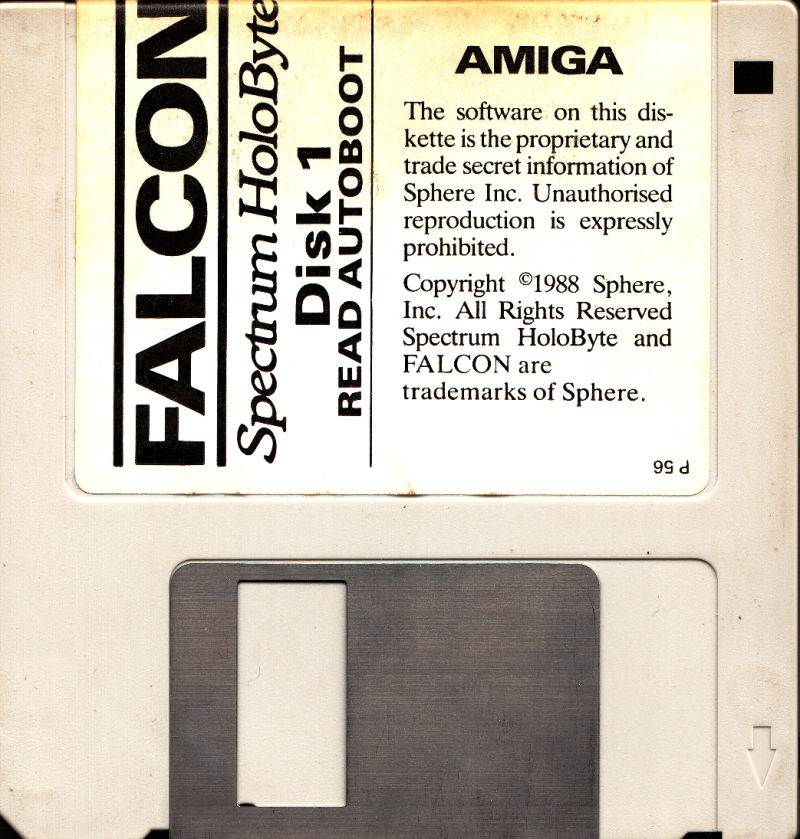 FALCON
Spectrum HoloByte
Disk 1
READ AUTOBOOT
AMIGA
The software on this dis-
kette is the proprietary and
trade secret information of
Sphere Inc. Unauthorised
reproduction is expressly
prohibited.
Copyright ©1988 Sphere,
Inc. All Rights Reserved
Spectrum HoloByte and
FALCON are
trademarks of Sphere.
P 56